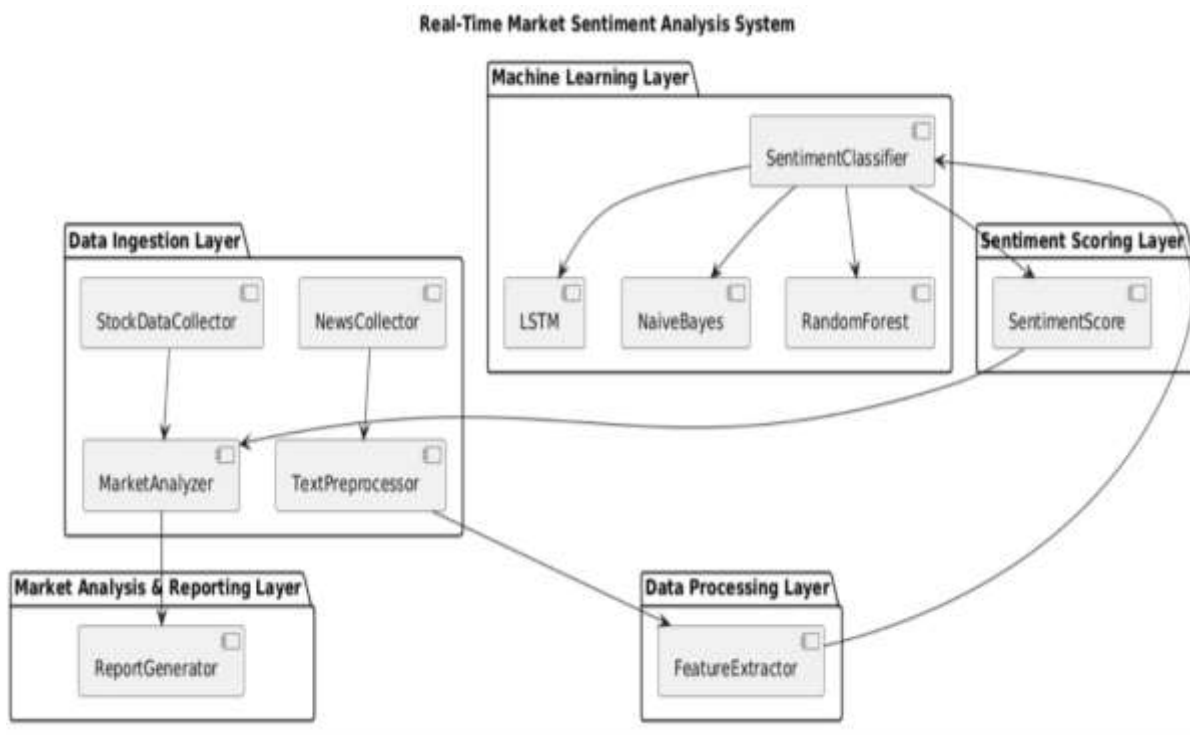 Real-Time Market Sentiment Analysis System
Machine Learning Layer
SentimentClassifier
Data Ingestion Layer
Sentiment Scoring Layer
StockDataCollector
NewsCollector
LSTM
NaiveBayes
RandomForest
SentimentScore
MarketAnalyzer
TextPreprocessor
Market Analysis & Reporting Layer
Data Processing Layer
ReportGenerator
FeatureExtractor